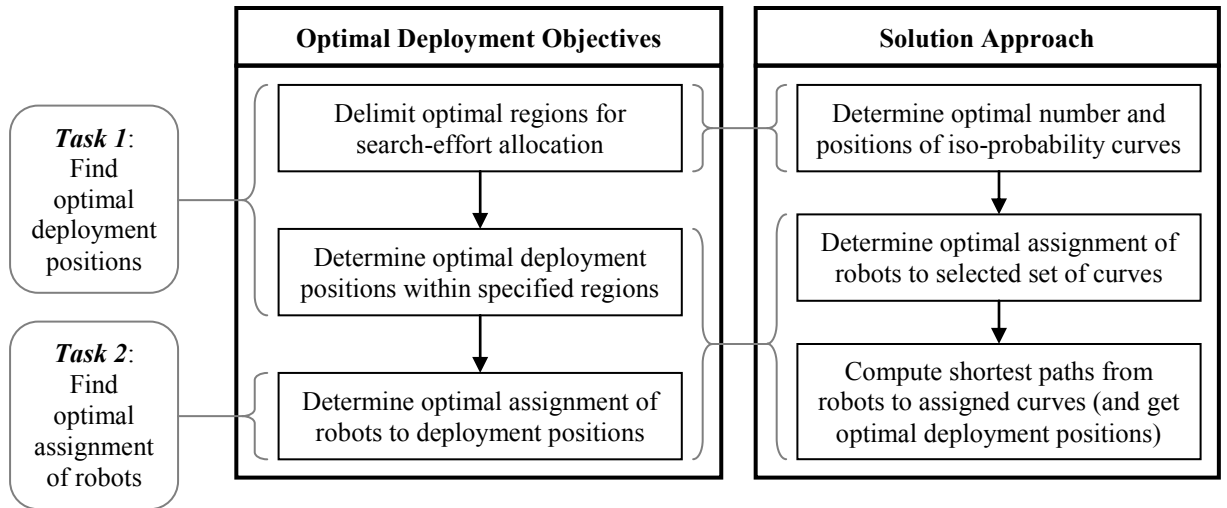 Optimal Deployment Objectives
Solution Approach
Task 1:
Find
optimal
deployment
positions
Task 2:
Find
optimal
assignment
of robots
Delimit optimal regions for
search-effort allocation
Determine optimal deployment
positions within specified regions
Determine optimal assignment of
robots to deployment positions
Determine optimal number and
positions of iso-probability curves
Determine optimal assignment of
robots to selected set of curves
Compute shortest paths from
robots to assigned curves (and get
optimal deployment positions)